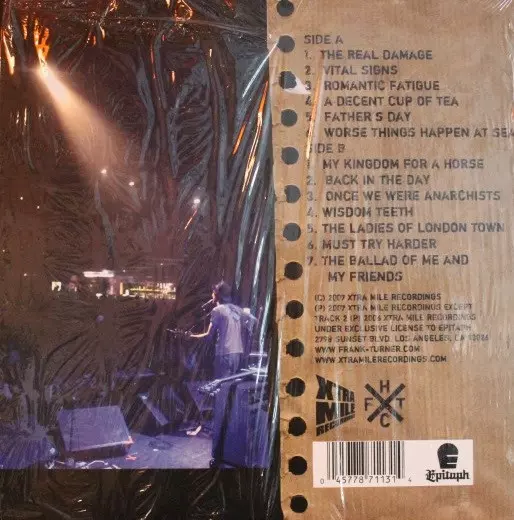 SIDE A
1. THE REAL DAMAGE
2. VITAL SIGNS
3. ROMANTIC FATIGUE
4. A DECENT CUP OF TEA
5. FATHER'S DAY
6. WORSE THINGS HAPPEN AT SEA
SIDE B
1. MY KINGDOM FOR A HORSE
2. BACK IN THE DAY
3. ONCE WE WERE ANARCHISTS
4. WISDOM TEETH
5. THE LADIES OF LONDON TOWN
6. MUST TRY HARDER
7. THE BALLAD OF ME AND
MY FRIENDS
(C) 2007 XTRA MILE RECORDINGS
(P) 2007 XTRA MILE RECORDINGS EXCEPT
TRACK 2 (P) 2006 XTRA MILE RECORDINGS
UNDER EXCLUSIVE LICENSE TO EPITAPH
2798 SUNSET BLVD. LOS ANGELES, CA 90026
WWW.FRANK-TURNER.COM
WWW.XTRAMILERECORDINGS.COM
XTRA
MILE
RECORDINGS
H
F T
C
0 45778 71131 4
Epitaph